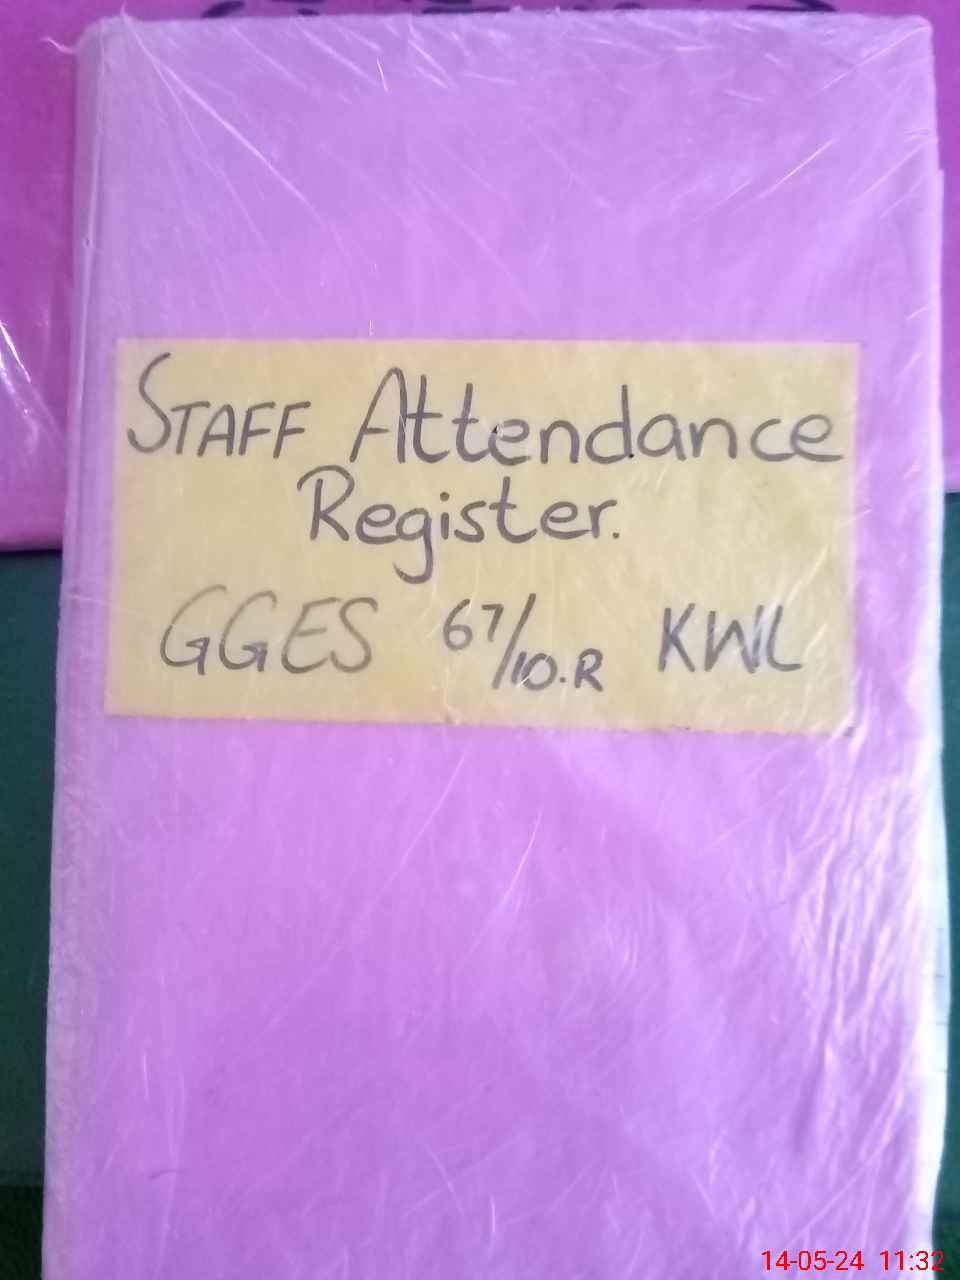 STAFF Attendance
Register.
GGES 67/10.R KWL
14-05-24 11:32